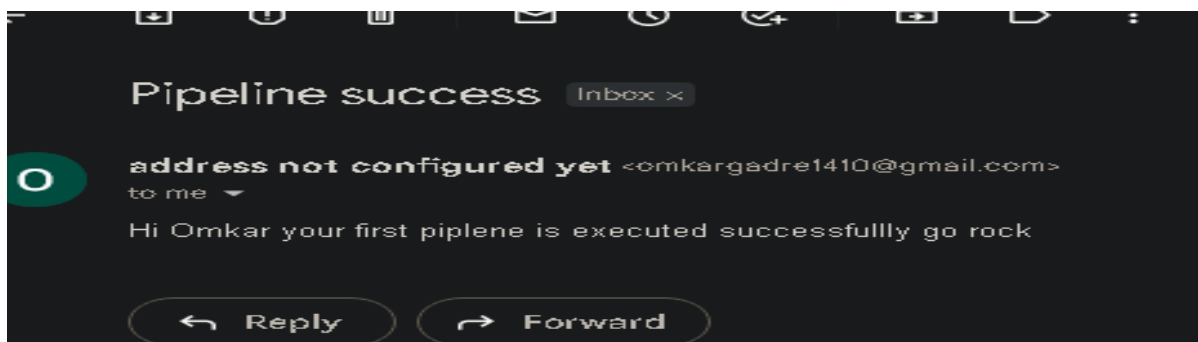 Pipeline success Inbox ×
O
address not configured yet <omkargadre1410@gmail.com>
to me
Hi Omkar your first piplene is executed successfullly go rock
Reply Forward